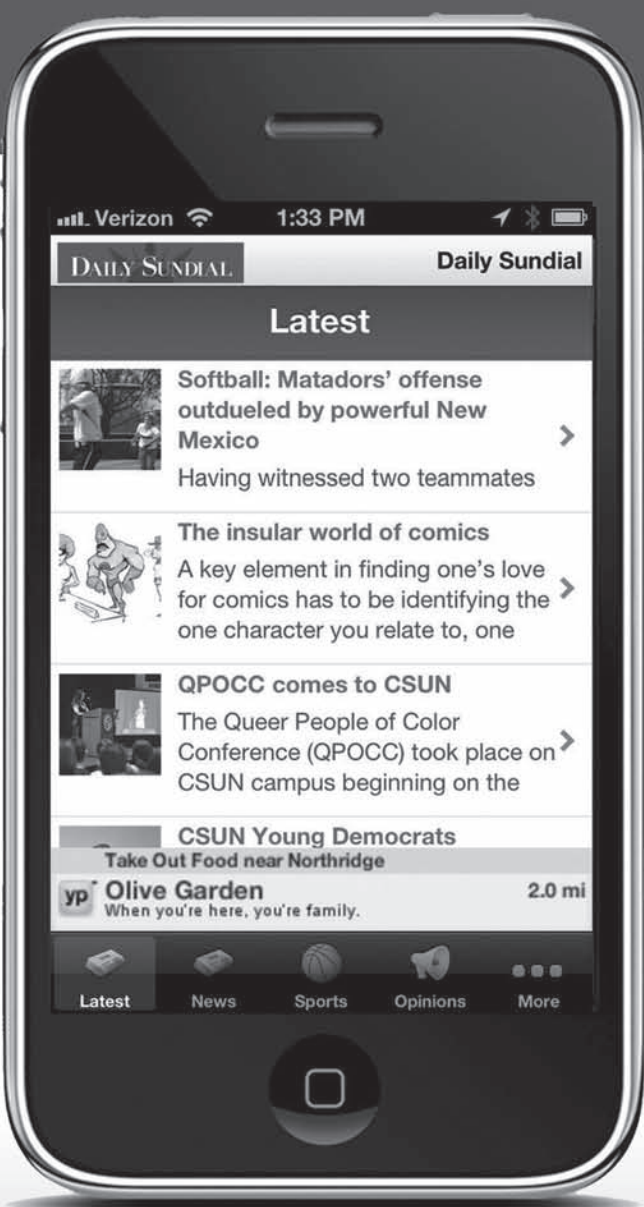 Verizon 1:33 PM
DAILY SUNDIAL Daily Sundial
Latest
Softball: Matadors' offense
outdueled by powerful New
Mexico
Having witnessed two teammates
The insular world of comics
A key element in finding one's love
for comics has to be identifying the
one character you relate to, one
QPOCC comes to CSUN
The Queer People of Color
Conference (QPOCC) took place on
CSUN campus beginning on the
CSUN Young Democrats
Take Out Food near Northridge
yp Olive Garden 2.0 mi
When you're here, you're family.
Latest News Sports Opinions More